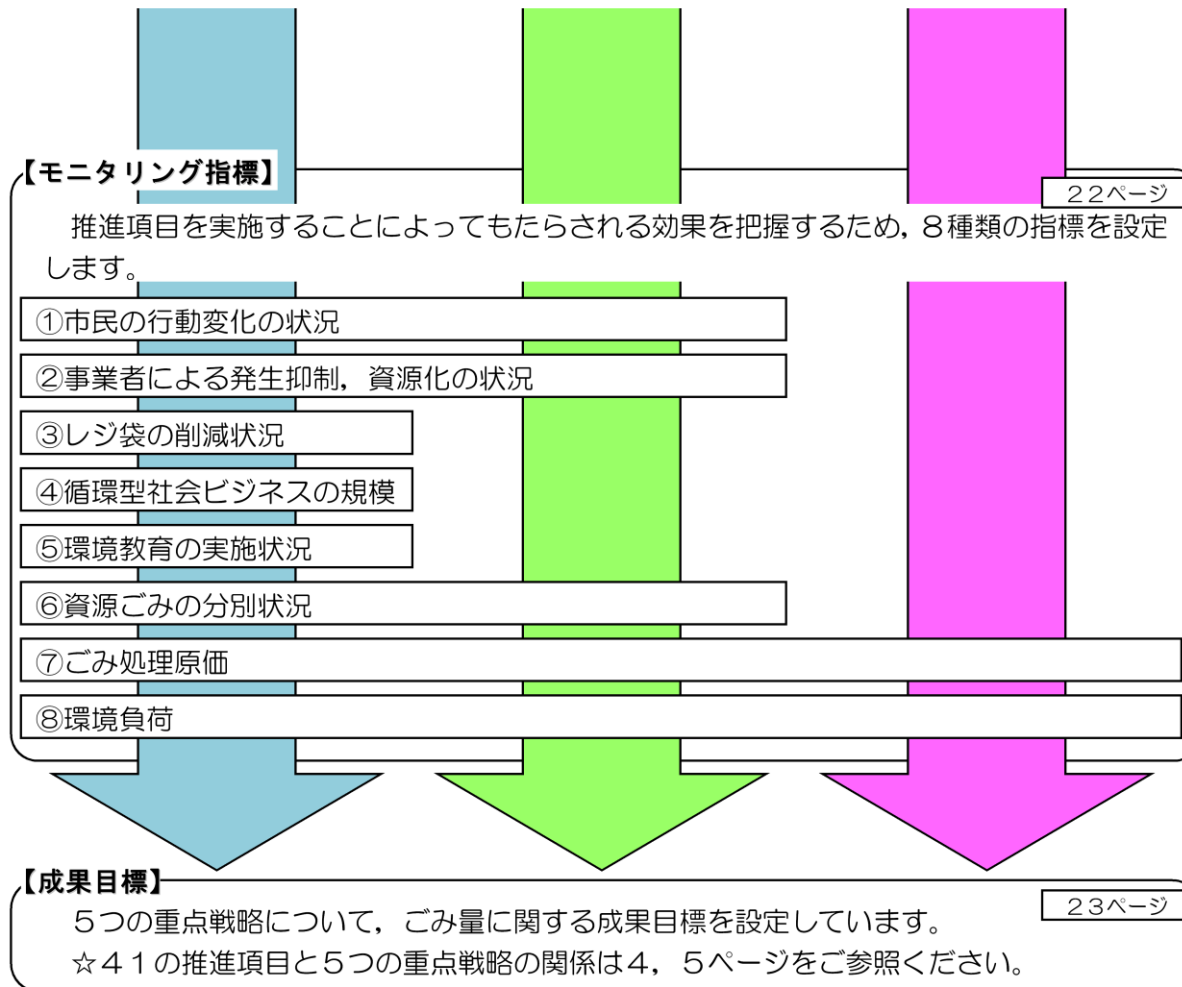 【モニタリング指標】
22ページ
推進項目を実施することによってもたらされる効果を把握するため,8種類の指標を設定
します。
①市民の行動変化の状況
②事業者による発生抑制,資源化の状況
③レジ袋の削減状況
④循環型社会ビジネスの規模
⑤環境教育の実施状況
⑥資源ごみの分別状況
⑦ごみ処理原価
⑧環境負荷
【成果目標】
23ページ
5つの重点戦略について,ごみ量に関する成果目標を設定しています。
☆41の推進項目と5つの重点戦略の関係は4,5ページをご参照ください。